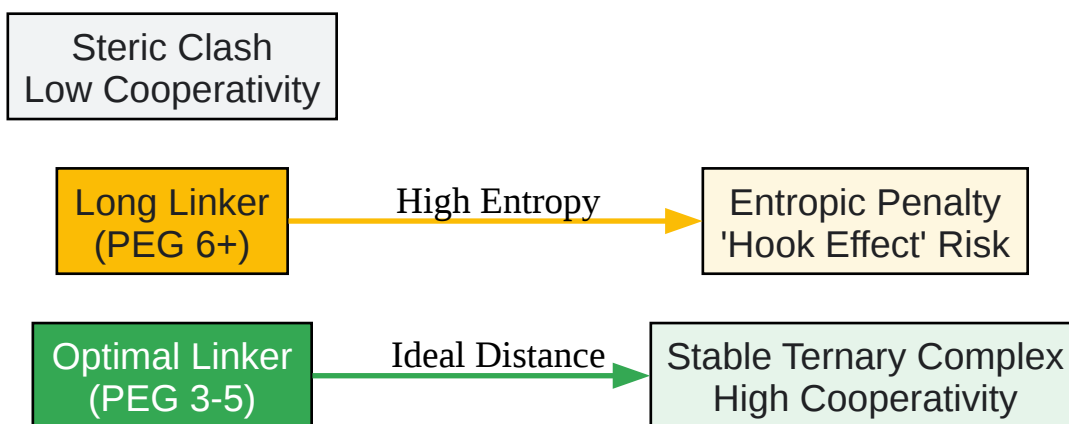 Steric Clash
Low Cooperativity
Long Linker
(PEG 6+)
High Entropy
Entropic Penalty
'Hook Effect' Risk
Optimal Linker
(PEG 3-5)
Ideal Distance
Stable Ternary Complex
High Cooperativity